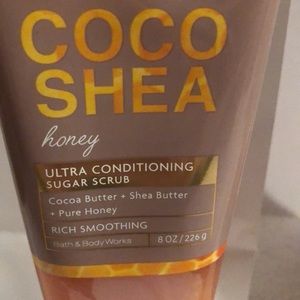 COCO
SHEA
honey
ULTRA CONDITIONING
SUGAR SCRUB
Cocoa Butter + Shea Butter
+ Pure Honey
RICH SMOOTHING
Bath & Body Works 8 OZ / 226 g